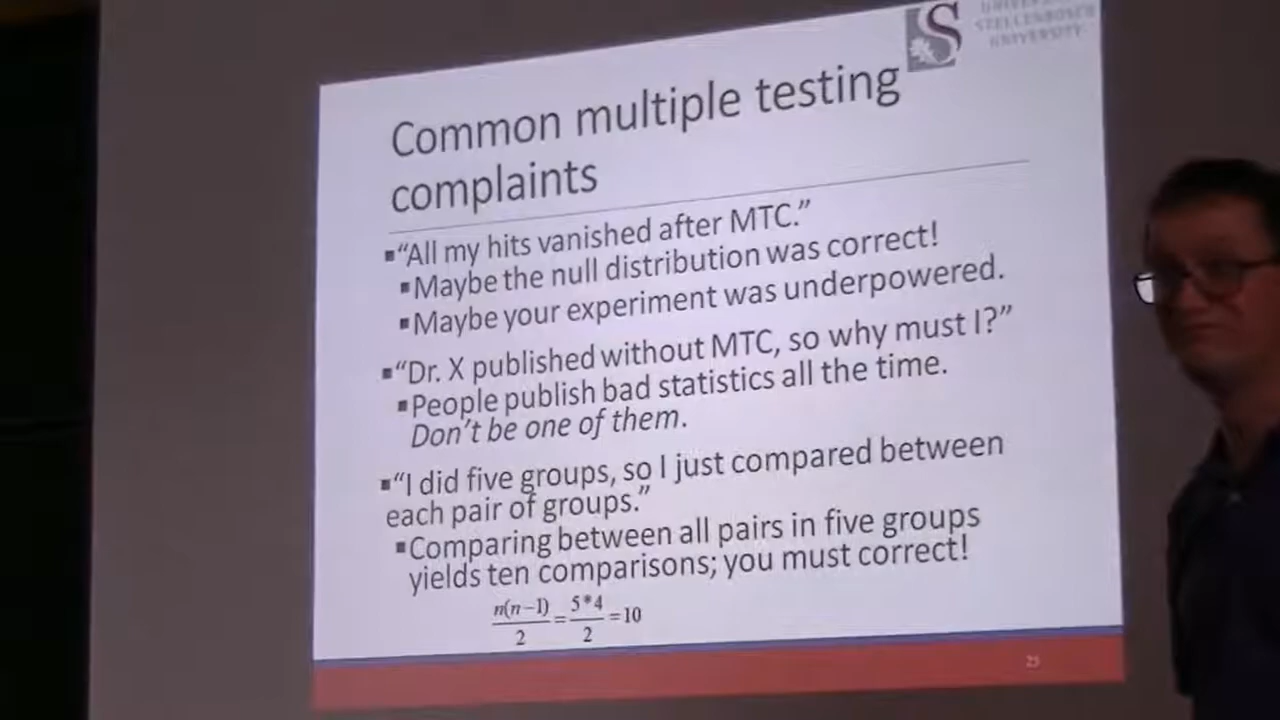 STELLENBOSCH
UNIVERSITY
Common multiple testing
complaints
▪“All my hits vanished after MTC.”
▪Maybe the null distribution was correct!
▪Maybe your experiment was underpowered.
▪“Dr. X published without MTC, so why must I?”
▪People publish bad statistics all the time.
Don’t be one of them.
▪“I did five groups, so I just compared between
each pair of groups.”
▪Comparing between all pairs in five groups
yields ten comparisons; you must correct!
n(n−1)/2 = 5*4/2 = 10